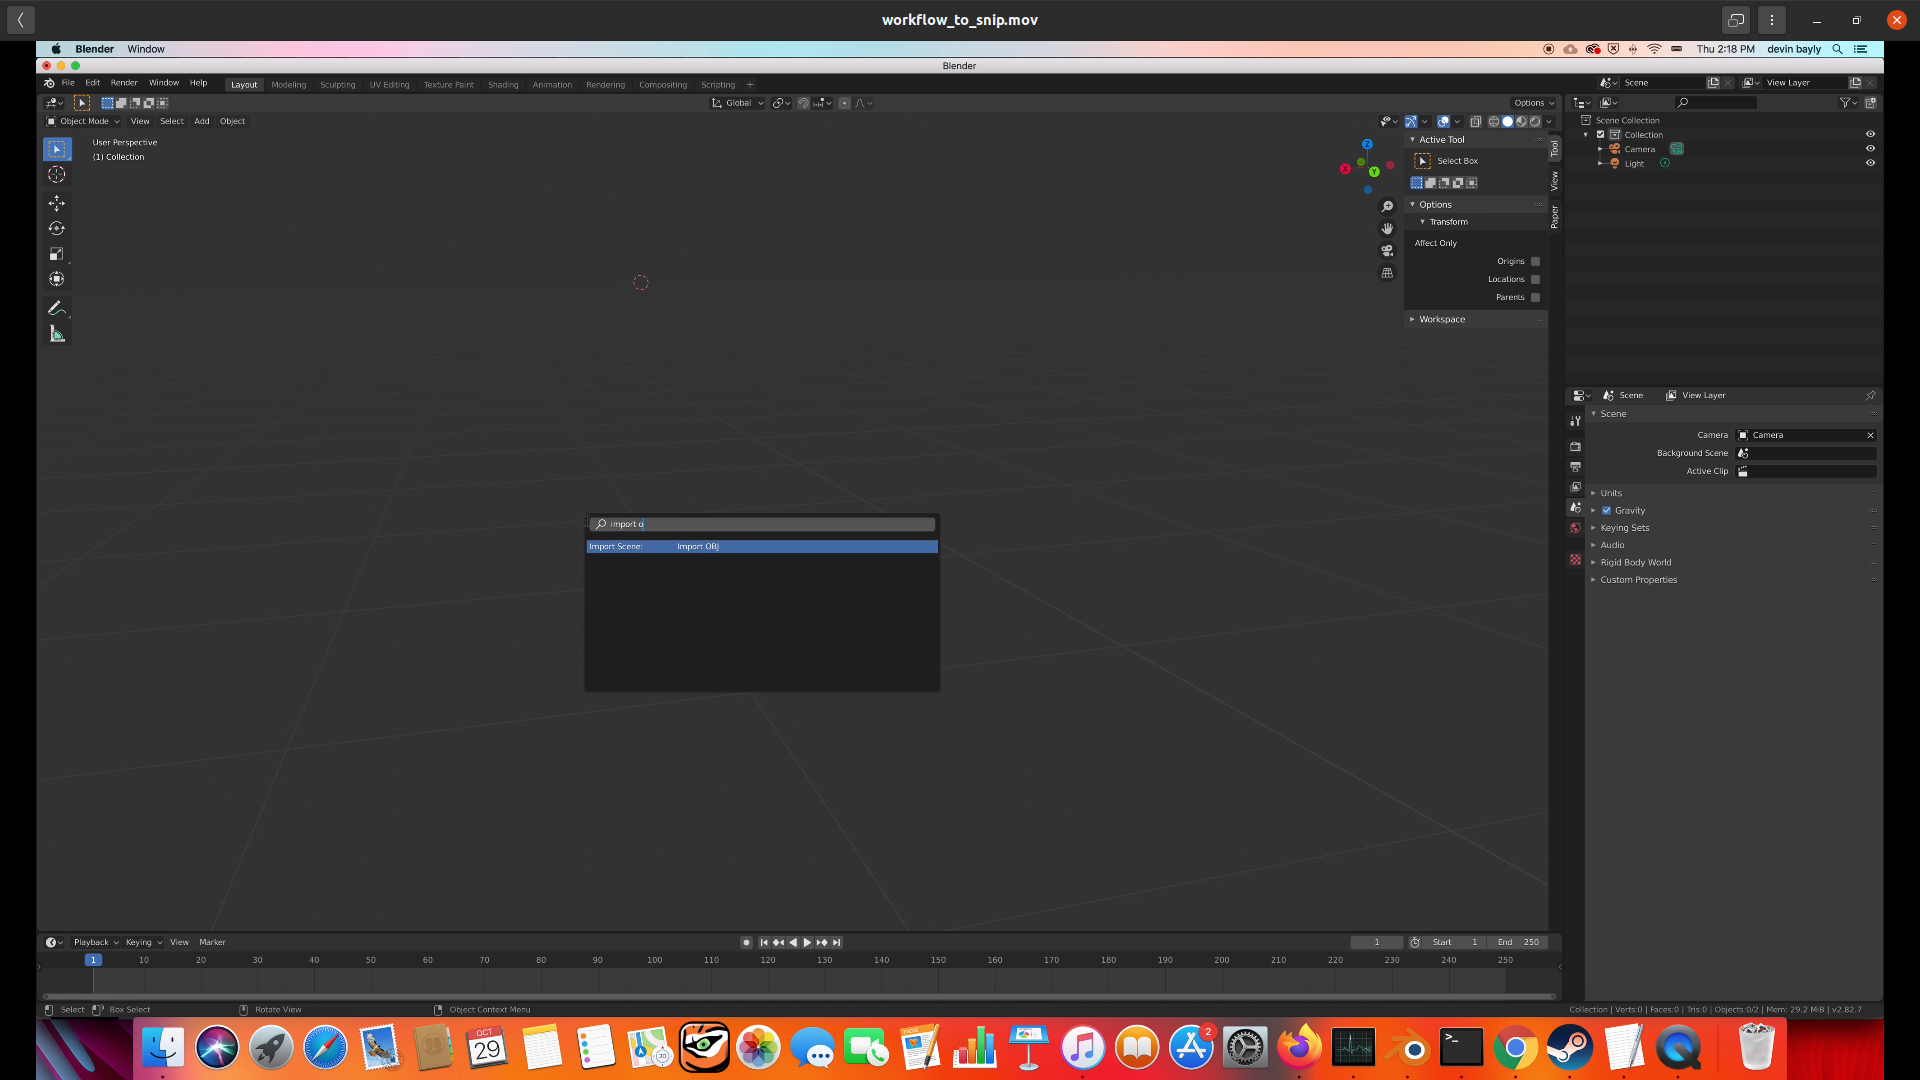 workflow_to_snip.mov
Blender Window
Thu 2:18 PM devin bayly
Blender
File Edit Render Window Help
Layout Modeling Sculpting UV Editing Texture Paint Shading Animation Rendering Compositing Scripting +
Scene View Layer
Global Options
Object Mode View Select Add Object
User Perspective
(1) Collection
Z
X
Y
Active Tool
Select Box
Options
Transform
Affect Only
Origins
Locations
Parents
Workspace
Tool
View
Paper
Scene Collection
Collection
Camera
Light
Scene View Layer
Scene
Camera Camera
Background Scene
Active Clip
Units
Gravity
Keying Sets
Audio
Rigid Body World
Custom Properties
import o
Import Scene: Import OBJ
Playback Keying View Marker
1 Start 1 End 250
1 10 20 30 40 50 60 70 80 90 100 110 120 130 140 150 160 170 180 190 200 210 220 230 240 250
Select Box Select Rotate View Object Context Menu
Collection | Verts:0 | Faces:0 | Tris:0 | Objects:0/2 | Mem: 29.2 MiB | v2.82.7
OCT
29
2